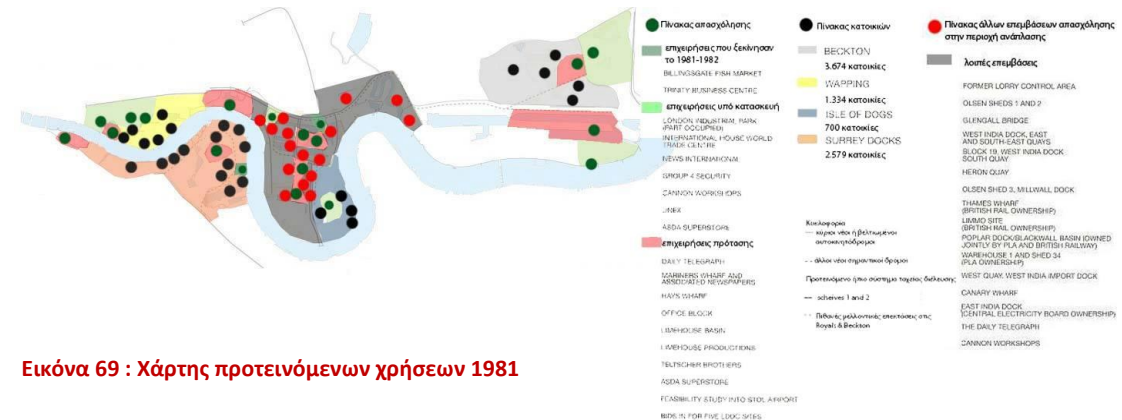 Πίνακας απασχόλησης
επιχειρήσεις που ξεκίνησαν
το 1981-1982
BILLINGSGATE FISH MARKET
TRINITY BUSINESS CENTRE
επιχειρήσεις υπό κατασκευή
LONDON INDUSTRIAL PARK
(PART OCCUPIED)
INTERNATIONAL HOUSE WORLD
TRADE CENTRE
NEWS INTERNATIONAL
GROUP 4 SECURITY
CANNON WORKSHOPS
ASDA SUPERSTORE
επιχειρήσεις πρότασης
DAILY TELEGRAPH
MARINERS WHARF AND
ASSOCIATED NEWSPAPERS
HAYS WHARF
OFFICE BLOCK
LIMEHOUSE BASIN
LIMEHOUSE PRODUCTIONS
TELTSCHER BROTHERS
ASDA SUPERSTORE
FEASIBILITY STUDY INTO STOL AIRPORT
BIDS IN FOR FIVE LDDC SITES
Πίνακας κατοικιών
BECKTON
3.674 κατοικίες
WAPPING
1.334 κατοικίες
ISLE OF DOGS
700 κατοικίες
SURREY DOCKS
2.579 κατοικίες
Κυκλοφορία
κύριοι νέοι ή βελτιωμένοι
αυτοκινητόδρομοι
άλλοι νέοι σημαντικοί δρόμοι
Προτεινόμενο ήπιο σύστημα ταχείας διέλευσης
1 and 2
Πιθανές μελλοντικές επεκτάσεις στις
Royals & Beckton
Πίνακας άλλων επεμβάσεων απασχόλησης
στην περιοχή ανάπλασης
λοιπές επεμβάσεις
FORMER LORRY CONTROL AREA
OLSEN SHEDS 1 AND 2
GLENGALL BRIDGE
WEST INDIA DOCK, EAST
AND SOUTH-EAST QUAYS
BLOCK 19, WEST INDIA DOCK
SOUTH QUAY
HERON QUAY
OLSEN SHED 3, MILLWALL DOCK
THAMES WHARF
(BRITISH RAIL OWNERSHIP)
LIMMO SITE
(BRITISH RAIL OWNERSHIP)
POPLAR DOCK/BLACKWALL BASIN (OWNED
JOINTLY BY PLA AND BRITISH RAILWAY)
WAREHOUSE 1 AND SHED 34
(PLA OWNERSHIP)
WEST QUAY, WEST INDIA IMPORT DOCK
CANARY WHARF
EAST INDIA DOCK
(CENTRAL ELECTRICITY BOARD OWNERSHIP)
THE DAILY TELEGRAPH
CANNON WORKSHOPS
Εικόνα 69 : Χάρτης προτεινόμενων χρήσεων 1981